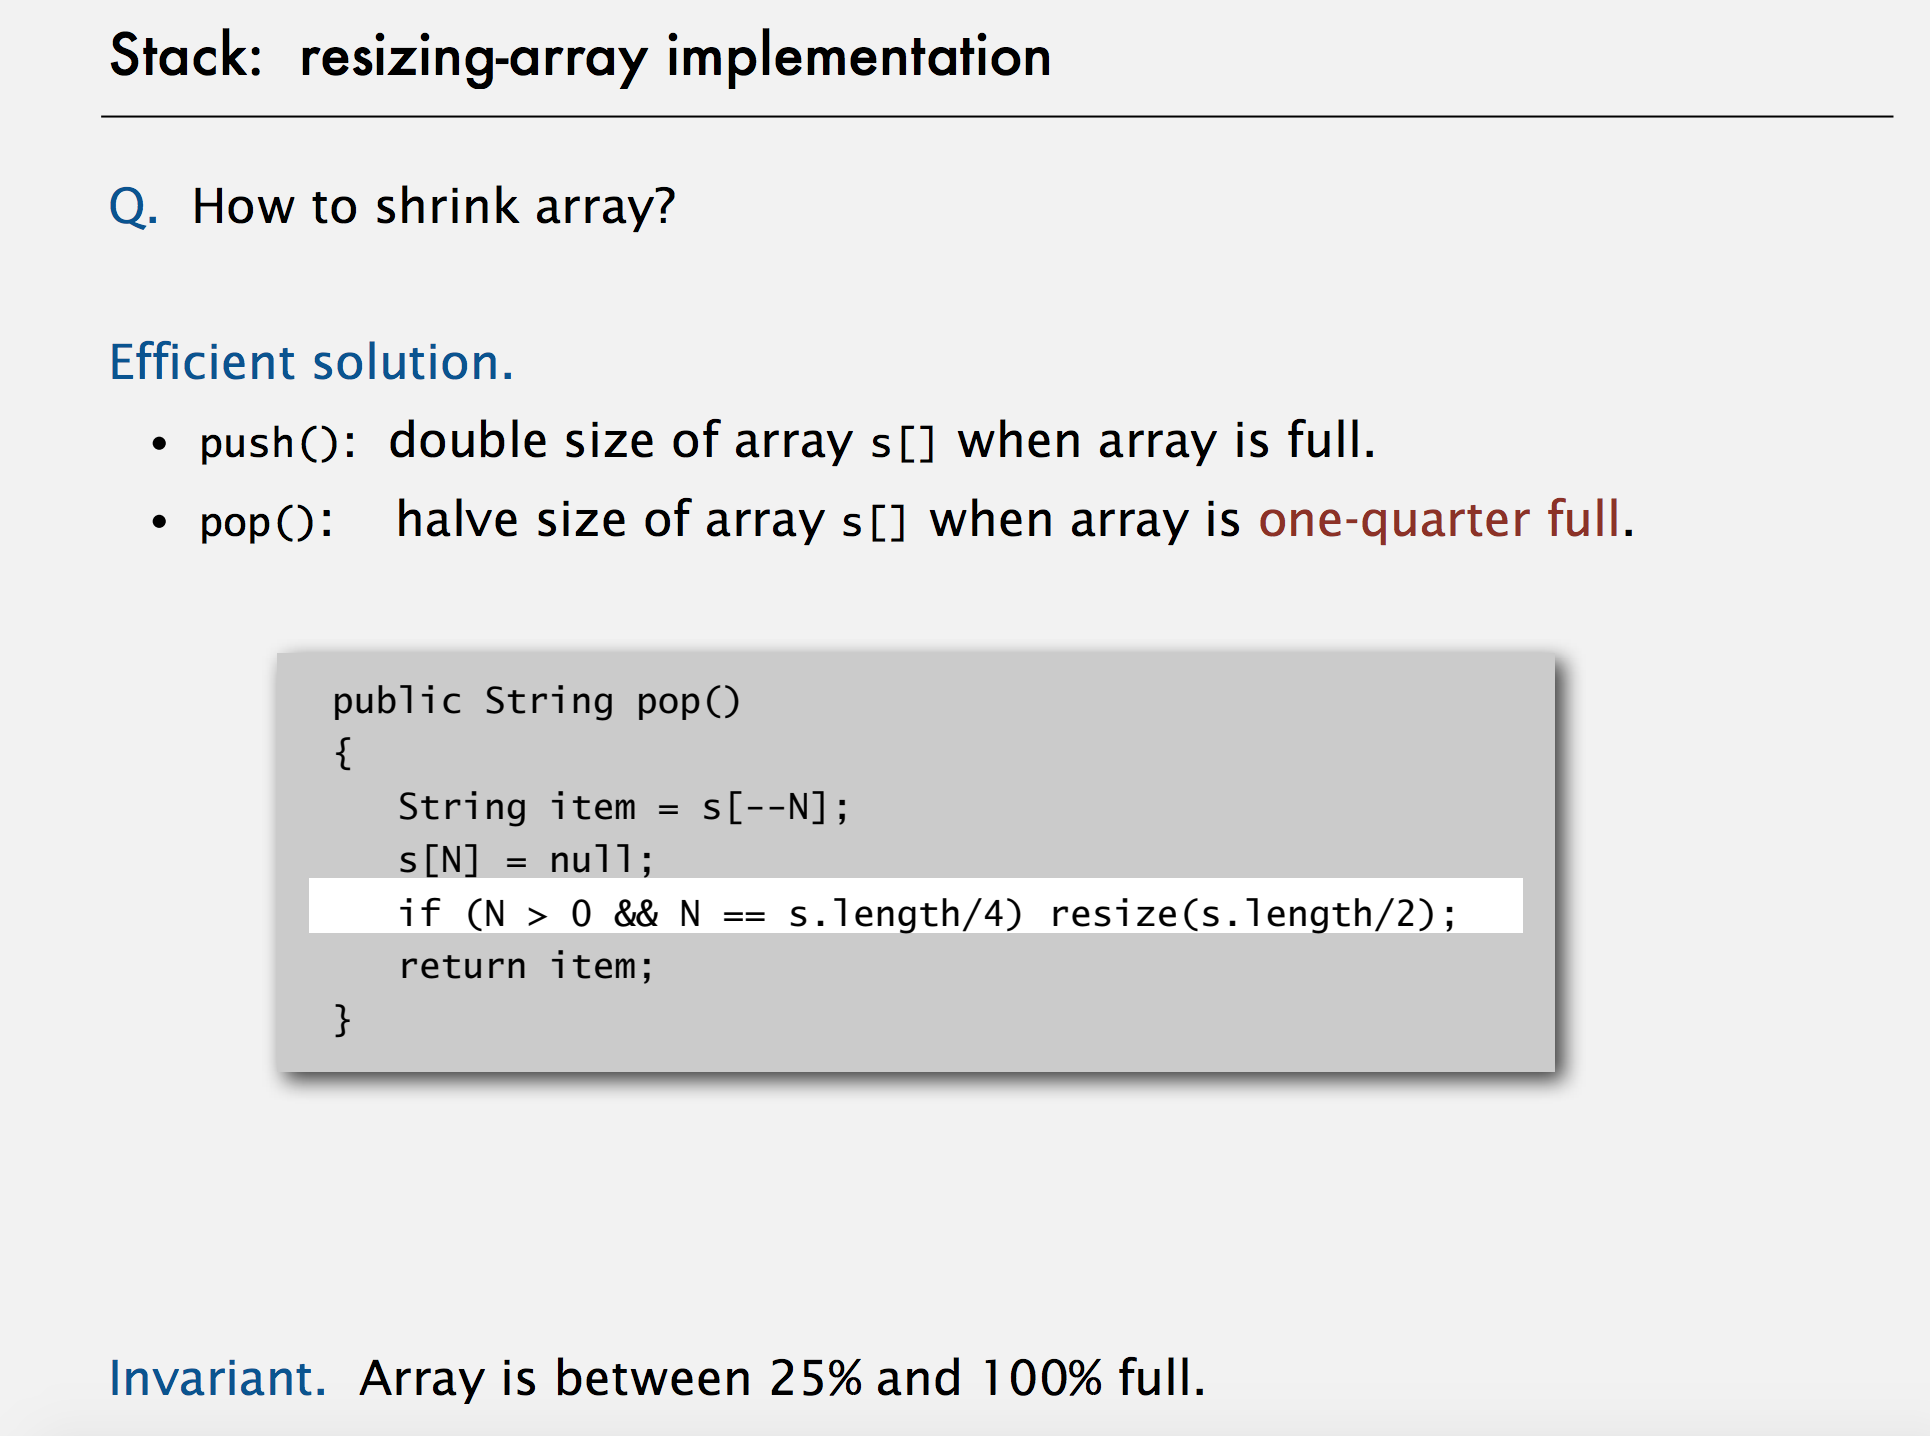 Stack: resizing-array implementation
Q. How to shrink array?
Efficient solution.
• push(): double size of array s[] when array is full.
• pop(): halve size of array s[] when array is one-quarter full.
public String pop()
{
String item = s[--N];
s[N] = null;
if (N > 0 && N == s.length/4) resize(s.length/2);
return item;
}
Invariant. Array is between 25% and 100% full.